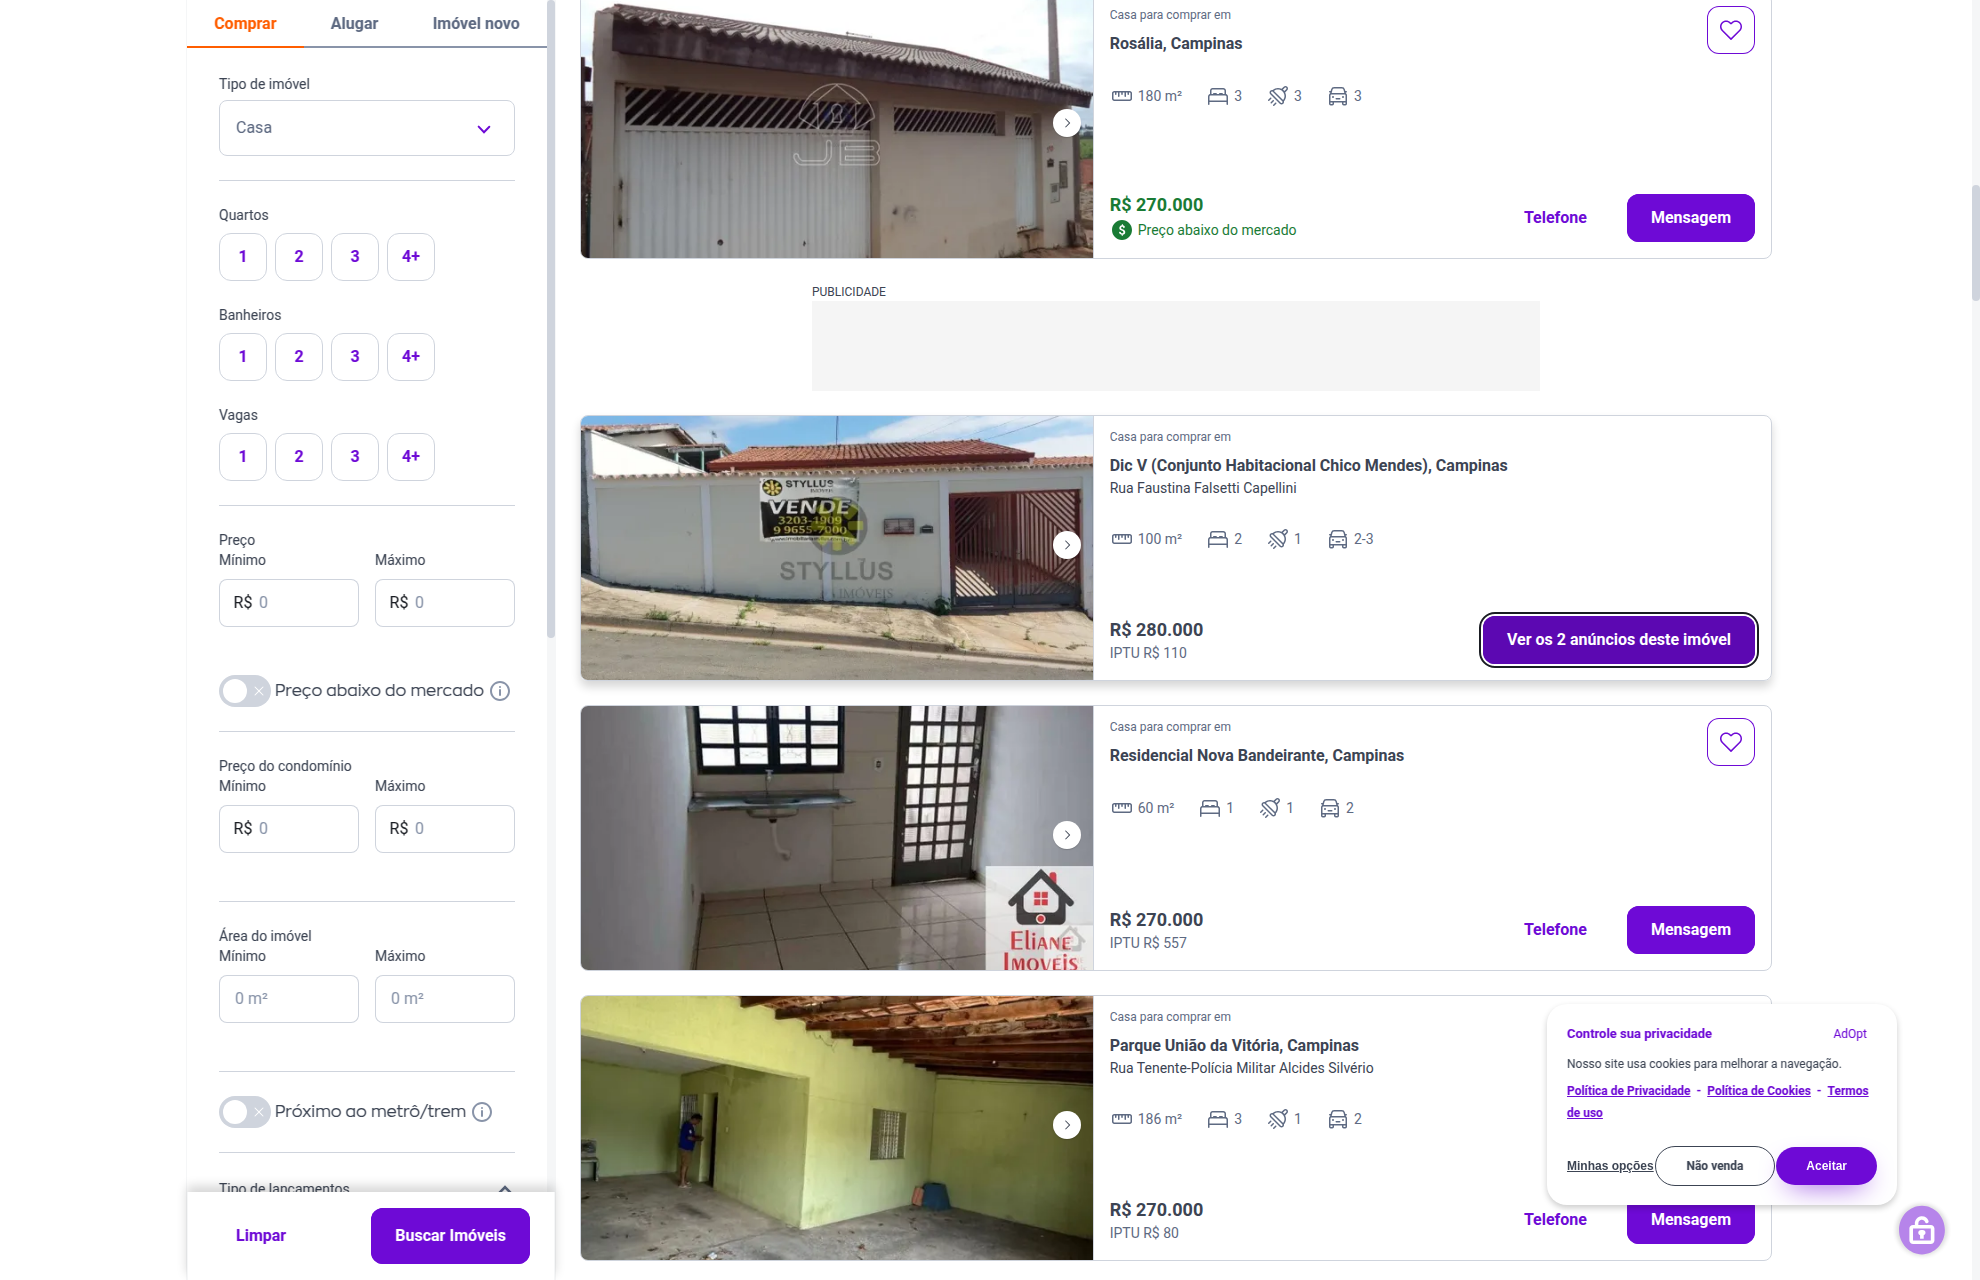 Comprar
Alugar
Imóvel novo
Tipo de imóvel
Casa
Quartos
1
2
3
4+
Banheiros
1
2
3
4+
Vagas
1
2
3
4+
Preço
Mínimo
Máximo
R$ 0
R$ 0
Preço abaixo do mercado
Preço do condomínio
Mínimo
Máximo
R$ 0
R$ 0
Área do imóvel
Mínimo
Máximo
0 m²
0 m²
Próximo ao metrô/trem
Tipo de lançamentos
Limpar
Buscar Imóveis
JB
Casa para comprar em
Rosália, Campinas
180 m²
3
3
3
R$ 270.000
$ Preço abaixo do mercado
Telefone
Mensagem
PUBLICIDADE
STYLLUS
VENDE
3203-4909
9 9655-7000
STYLLUS
IMÓVEIS
Casa para comprar em
Dic V (Conjunto Habitacional Chico Mendes), Campinas
Rua Faustina Falsetti Capellini
100 m²
2
1
2-3
R$ 280.000
IPTU R$ 110
Ver os 2 anúncios deste imóvel
ELIANE
IMOVEIS
Casa para comprar em
Residencial Nova Bandeirante, Campinas
60 m²
1
1
2
R$ 270.000
IPTU R$ 557
Telefone
Mensagem
Casa para comprar em
Parque União da Vitória, Campinas
Rua Tenente-Polícia Militar Alcides Silvério
186 m²
3
1
2
R$ 270.000
IPTU R$ 80
Telefone
Mensagem
Controle sua privacidade
AdOpt
Nosso site usa cookies para melhorar a navegação.
Política de Privacidade - Política de Cookies - Termos
de uso
Minhas opções
Não venda
Aceitar